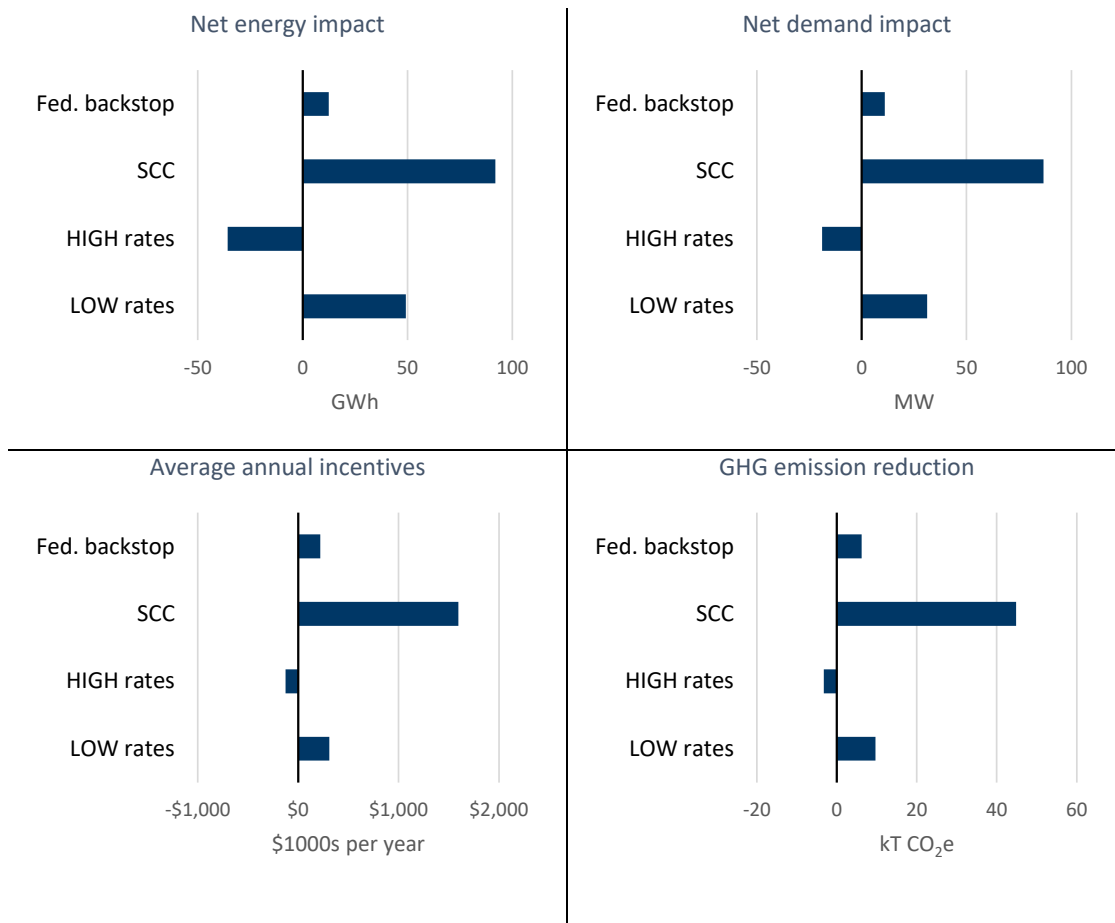 Net energy impact
Fed. backstop
SCC
HIGH rates
LOW rates
-50 0 50 100
GWh
Net demand impact
Fed. backstop
SCC
HIGH rates
LOW rates
-50 0 50 100
MW
Average annual incentives
Fed. backstop
SCC
HIGH rates
LOW rates
-$1,000 $0 $1,000 $2,000
$1000s per year
GHG emission reduction
Fed. backstop
SCC
HIGH rates
LOW rates
-20 0 20 40 60
kT CO₂e